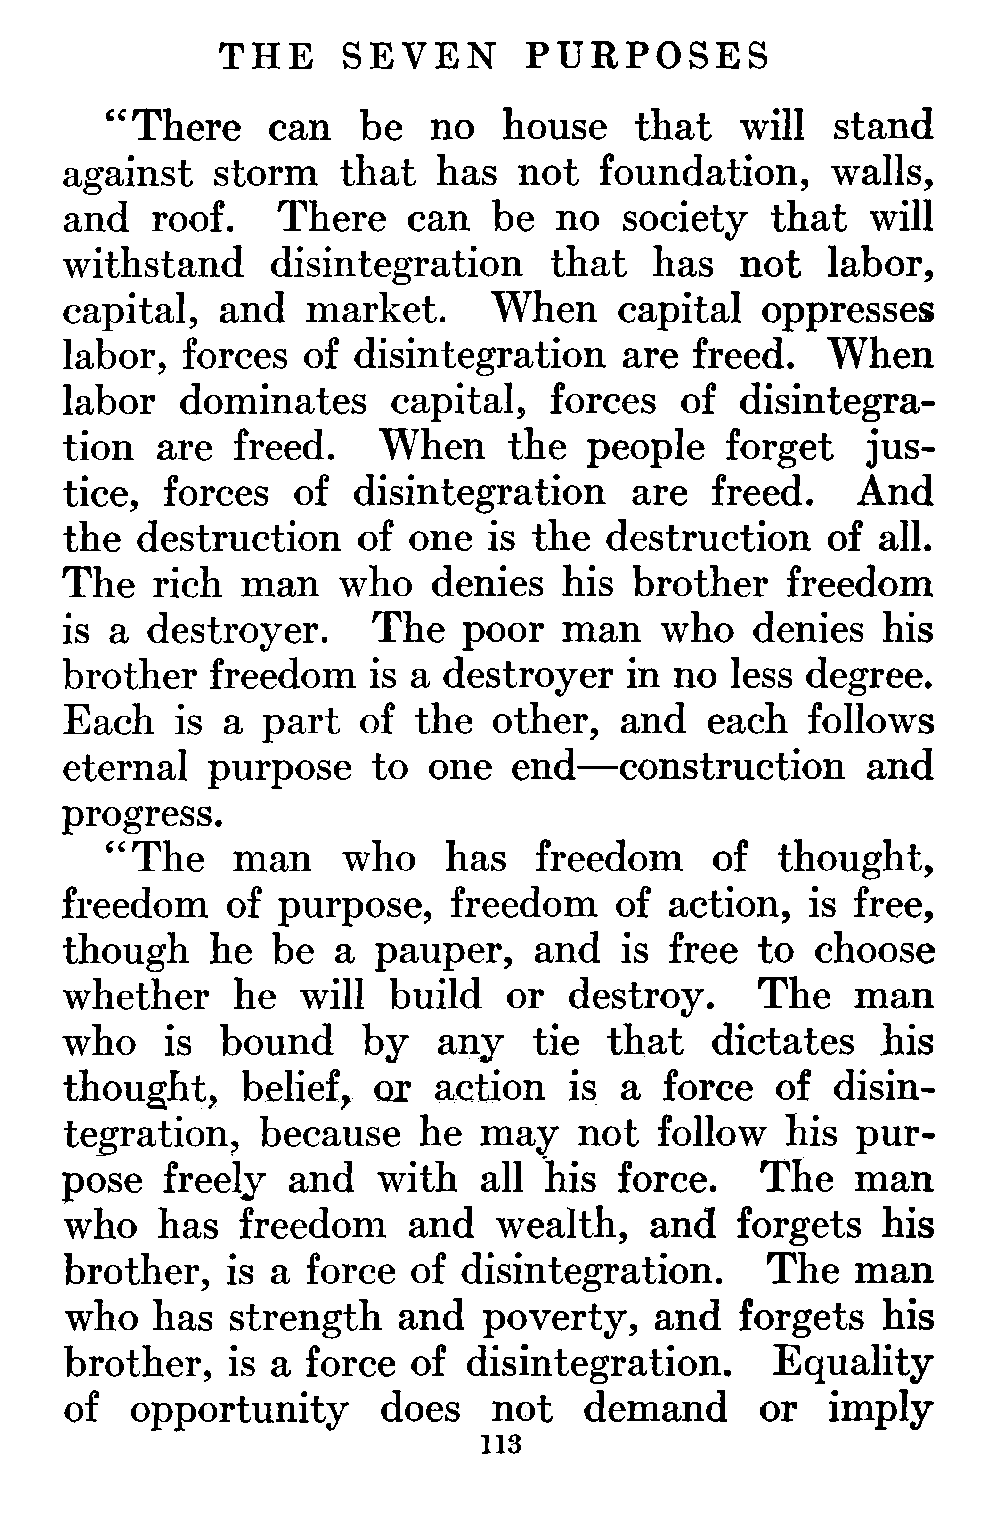 THE SEVEN PURPOSES
“There can be no house that will stand
against storm that has not foundation, walls,
and roof. There can be no society that will
withstand disintegration that has not labor,
capital, and market. When capital oppresses
labor, forces of disintegration are freed. When
labor dominates capital, forces of disintegra-
tion are freed. When the people forget jus-
tice, forces of disintegration are freed. And
the destruction of one is the destruction of all.
The rich man who denies his brother freedom
is a destroyer. The poor man who denies his
brother freedom is a destroyer in no less degree.
Each is a part of the other, and each follows
eternal purpose to one end—construction and
progress.
“The man who has freedom of thought,
freedom of purpose, freedom of action, is free,
though he be a pauper, and is free to choose
whether he will build or destroy. The man
who is bound by any tie that dictates his
thought, belief, or action is a force of disin-
tegration, because he may not follow his pur-
pose freely and with all his force. The man
who has freedom and wealth, and forgets his
brother, is a force of disintegration. The man
who has strength and poverty, and forgets his
brother, is a force of disintegration. Equality
of opportunity does not demand or imply
113